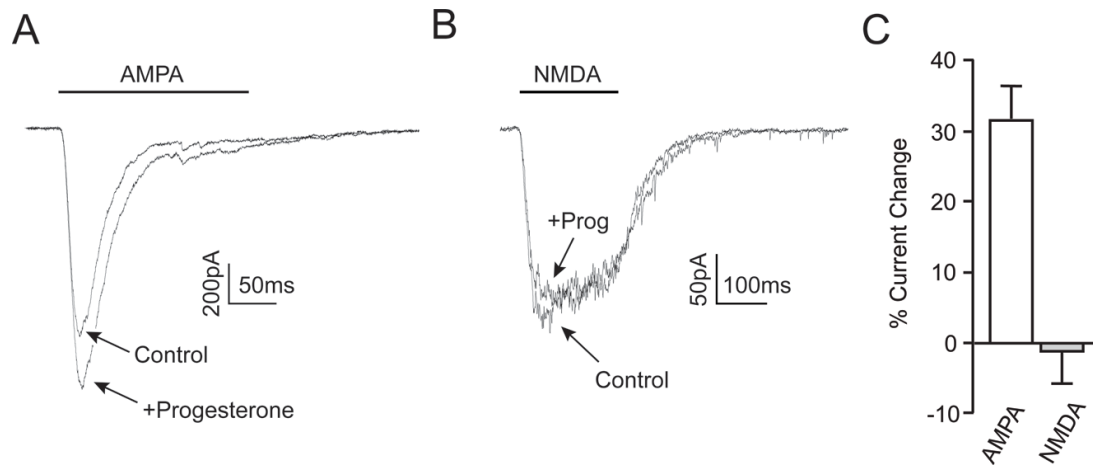 A
AMPA
200pA
50ms
Control
+Progesterone
B
NMDA
+Prog
50pA
100ms
Control
C
% Current Change
40
30
20
10
0
-10
AMPA
NMDA